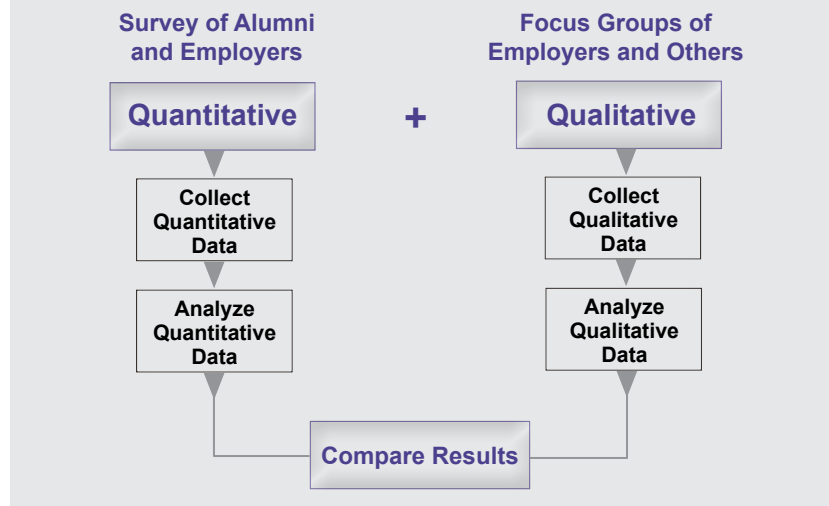 Survey of Alumni
and Employers
Quantitative
Collect
Quantitative
Data
Analyze
Quantitative
Data
+
Focus Groups of
Employers and Others
Qualitative
Collect
Qualitative
Data
Analyze
Qualitative
Data
Compare Results